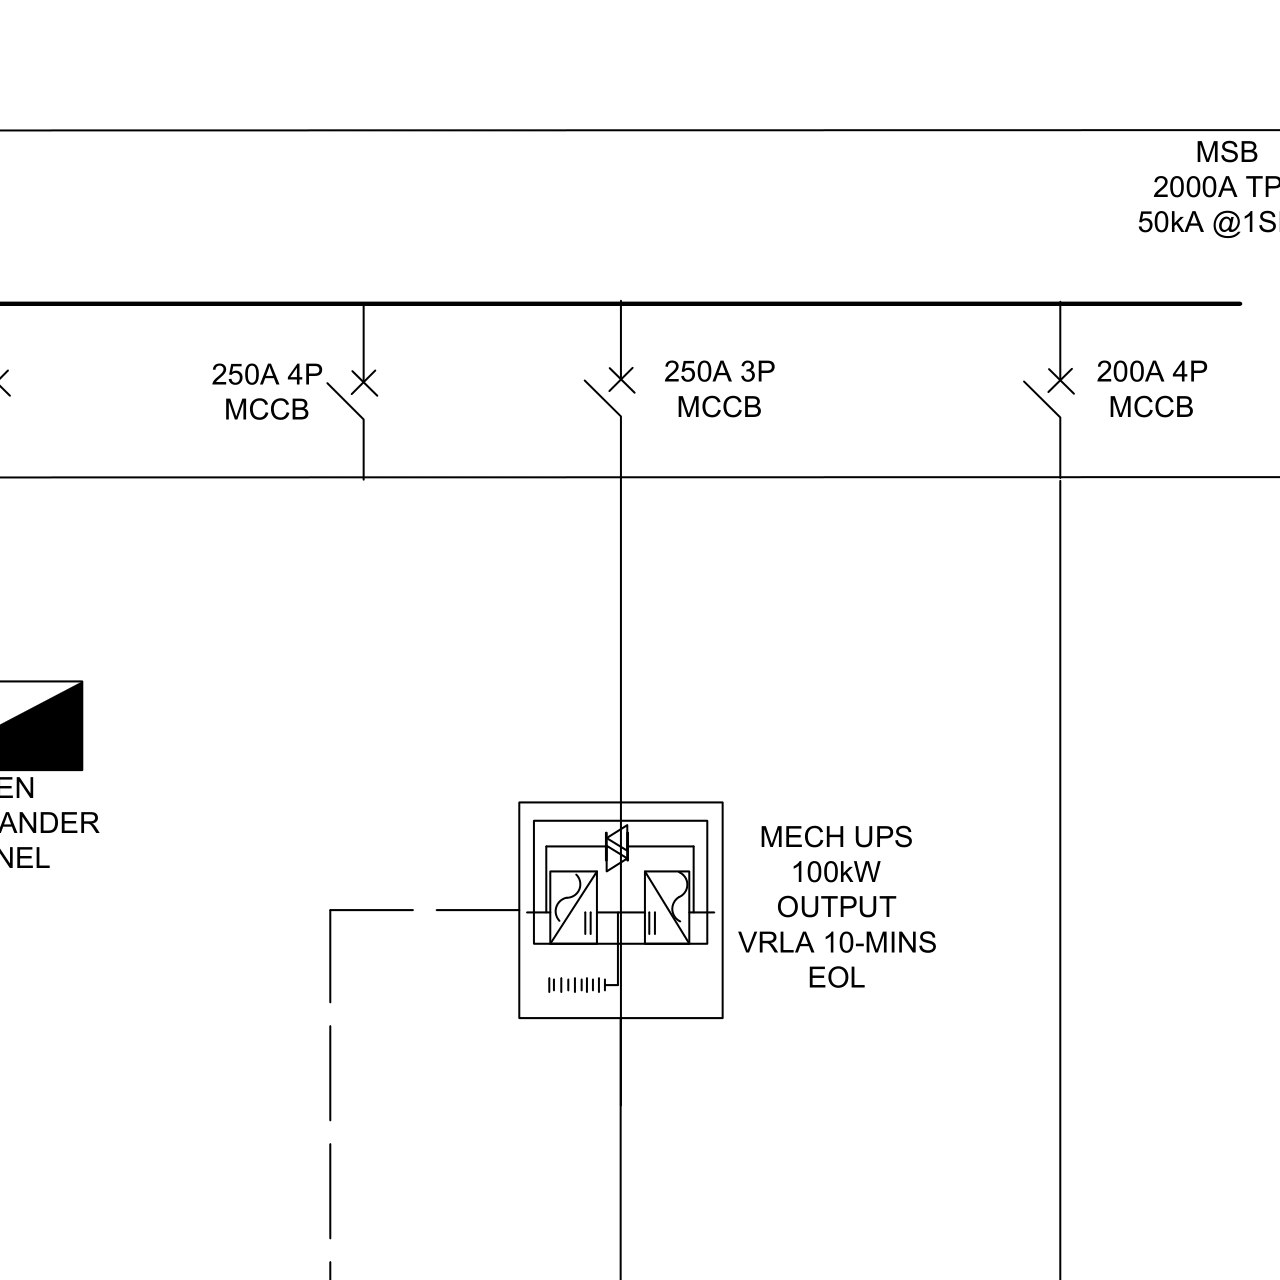 MSB
2000A TP
50kA @1S
250A 4P
MCCB
250A 3P
MCCB
200A 4P
MCCB
EN
ANDER
NEL
MECH UPS
100kW
OUTPUT
VRLA 10-MINS
EOL